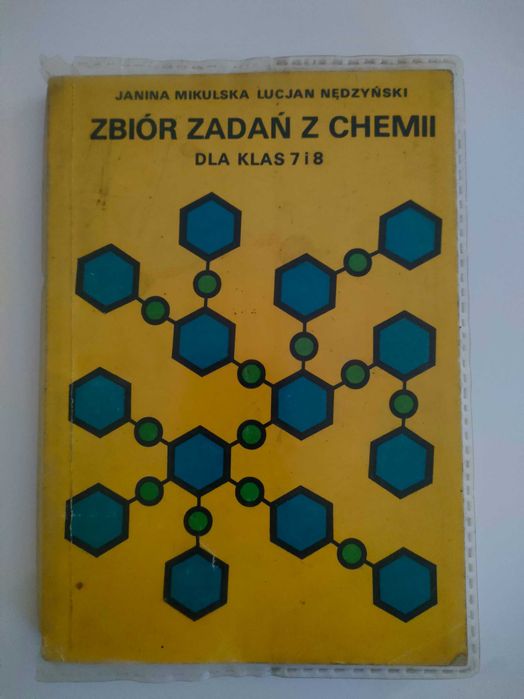 JANINA MIKULSKA LUCJAN NĘDZYŃSKI
ZBIÓR ZADAŃ Z CHEMII
DLA KLAS 7 i 8